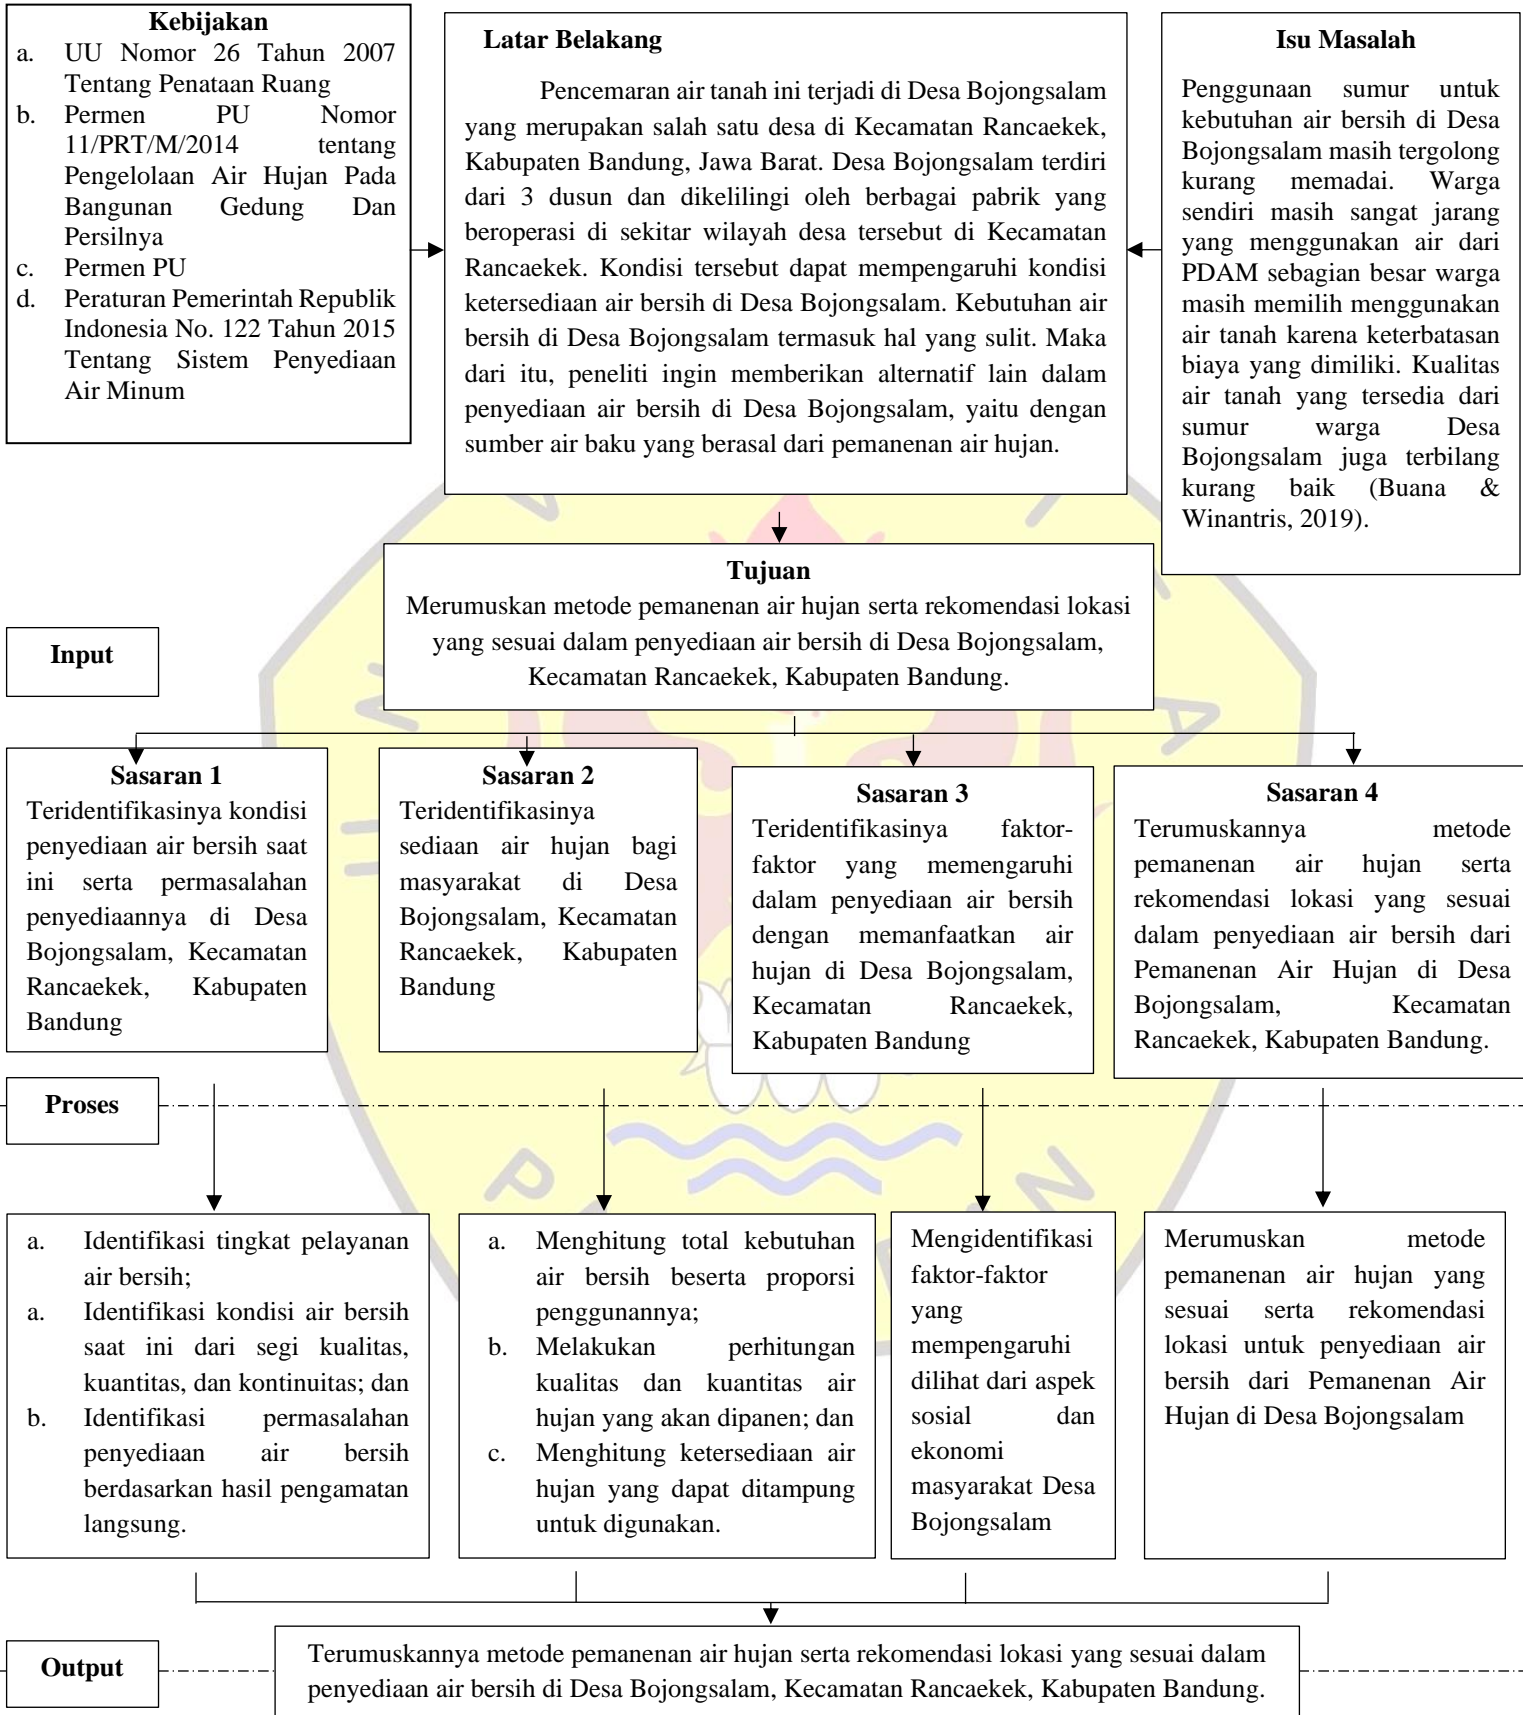 Kebijakan
a. UU Nomor 26 Tahun 2007
Tentang Penataan Ruang
b. Permen PU Nomor
11/PRT/M/2014 tentang
Pengelolaan Air Hujan Pada
Bangunan Gedung Dan
Persilnya
c. Permen PU
d. Peraturan Pemerintah Republik
Indonesia No. 122 Tahun 2015
Tentang Sistem Penyediaan
Air Minum
Latar Belakang
Pencemaran air tanah ini terjadi di Desa Bojongsalam
yang merupakan salah satu desa di Kecamatan Rancaekek,
Kabupaten Bandung, Jawa Barat. Desa Bojongsalam terdiri
dari 3 dusun dan dikelilingi oleh berbagai pabrik yang
beroperasi di sekitar wilayah desa tersebut di Kecamatan
Rancaekek. Kondisi tersebut dapat mempengaruhi kondisi
ketersediaan air bersih di Desa Bojongsalam. Kebutuhan air
bersih di Desa Bojongsalam termasuk hal yang sulit. Maka
dari itu, peneliti ingin memberikan alternatif lain dalam
penyediaan air bersih di Desa Bojongsalam, yaitu dengan
sumber air baku yang berasal dari pemanenan air hujan.
Isu Masalah
Penggunaan sumur untuk
kebutuhan air bersih di Desa
Bojongsalam masih tergolong
kurang memadai. Warga
sendiri masih sangat jarang
yang menggunakan air dari
PDAM sebagian besar warga
masih memilih menggunakan
air tanah karena keterbatasan
biaya yang dimiliki. Kualitas
air tanah yang tersedia dari
sumur warga Desa
Bojongsalam juga terbilang
kurang baik (Buana &
Winantris, 2019).
Tujuan
Merumuskan metode pemanenan air hujan serta rekomendasi lokasi
yang sesuai dalam penyediaan air bersih di Desa Bojongsalam,
Kecamatan Rancaekek, Kabupaten Bandung.
Input
Sasaran 1
Teridentifikasinya kondisi
penyediaan air bersih saat
ini serta permasalahan
penyediaannya di Desa
Bojongsalam, Kecamatan
Rancaekek, Kabupaten
Bandung
Sasaran 2
Teridentifikasinya
sediaan air hujan bagi
masyarakat di Desa
Bojongsalam, Kecamatan
Rancaekek, Kabupaten
Bandung
Sasaran 3
Teridentifikasinya faktor-
faktor yang memengaruhi
dalam penyediaan air bersih
dengan memanfaatkan air
hujan di Desa Bojongsalam,
Kecamatan Rancaekek,
Kabupaten Bandung
Sasaran 4
Terumuskannya metode
pemanenan air hujan serta
rekomendasi lokasi yang sesuai
dalam penyediaan air bersih dari
Pemanenan Air Hujan di Desa
Bojongsalam, Kecamatan
Rancaekek, Kabupaten Bandung.
Proses
a. Identifikasi tingkat pelayanan
air bersih;
a. Identifikasi kondisi air bersih
saat ini dari segi kualitas,
kuantitas, dan kontinuitas; dan
b. Identifikasi permasalahan
penyediaan air bersih
berdasarkan hasil pengamatan
langsung.
a. Menghitung total kebutuhan
air bersih beserta proporsi
penggunannya;
b. Melakukan perhitungan
kualitas dan kuantitas air
hujan yang akan dipanen; dan
c. Menghitung ketersediaan air
hujan yang dapat ditampung
untuk digunakan.
Mengidentifikasi
faktor-faktor
yang
mempengaruhi
dilihat dari aspek
sosial dan
ekonomi
masyarakat Desa
Bojongsalam
Merumuskan metode
pemanenan air hujan yang
sesuai serta rekomendasi
lokasi untuk penyediaan air
bersih dari Pemanenan Air
Hujan di Desa Bojongsalam
Output
Terumuskannya metode pemanenan air hujan serta rekomendasi lokasi yang sesuai dalam
penyediaan air bersih di Desa Bojongsalam, Kecamatan Rancaekek, Kabupaten Bandung.